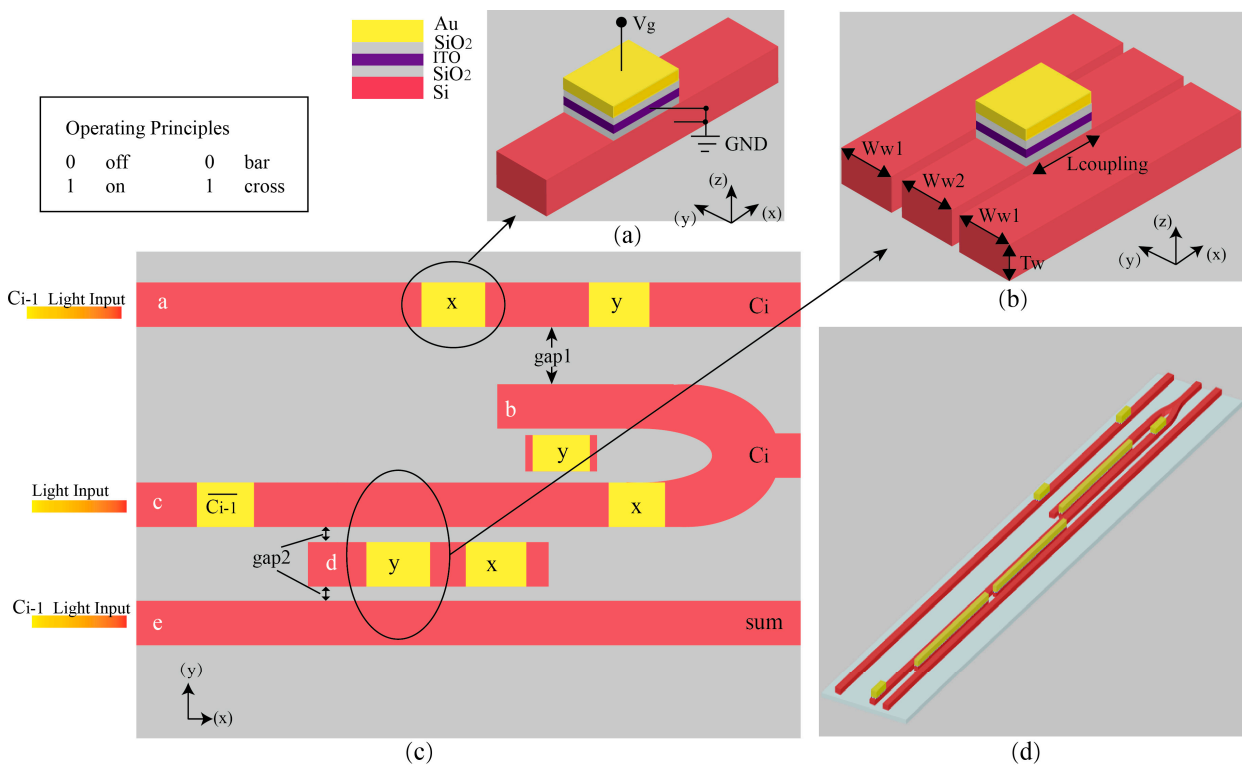 Au
SiO2
ITO
SiO2
Si
Operating Principles
0 off 0 bar
1 on 1 cross
Vg
GND
(z)
(y)
(x)
(a)
Ww1
Ww2
Ww1
Lcoupling
Tw
(z)
(y)
(x)
(b)
Ci-1 Light Input
a
x
y
Ci
gap1
b
y
Ci
Light Input
c
Ci-1
x
gap2
d
y
x
Ci-1 Light Input
e
sum
(y)
(x)
(c)
(d)